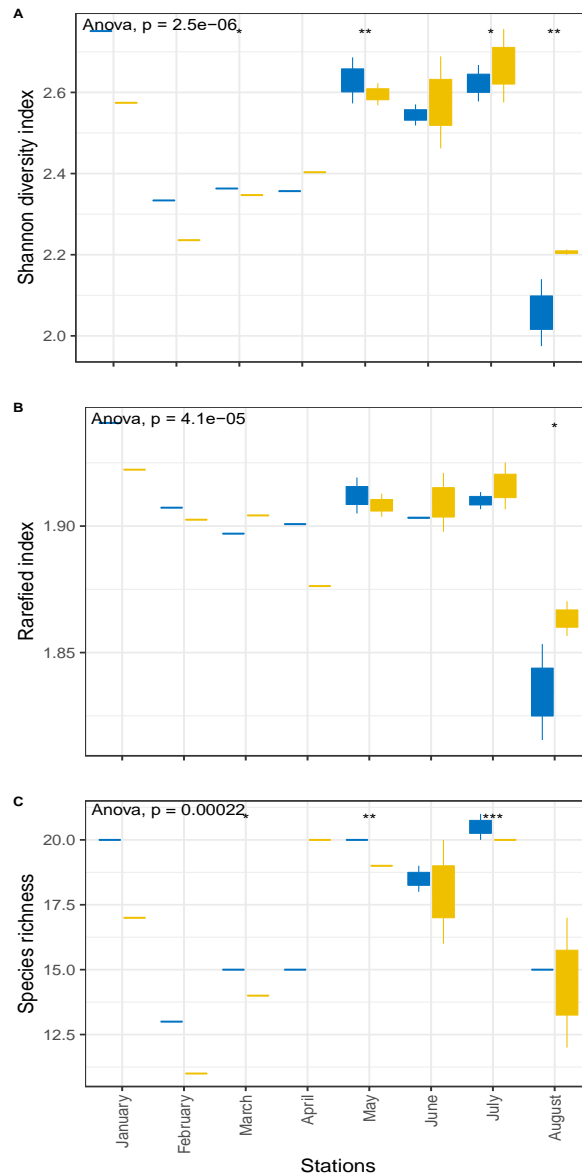 A
Anova, p = 2.5e−06
* ** * **
Shannon diversity index
2.6
2.4
2.2
2.0
B
Anova, p = 4.1e−05
*
Rarefied index
1.90
1.85
C
Anova, p = 0.00022
* ** ***
Species richness
20.0
17.5
15.0
12.5
January
February
March
April
May
June
July
August
Stations